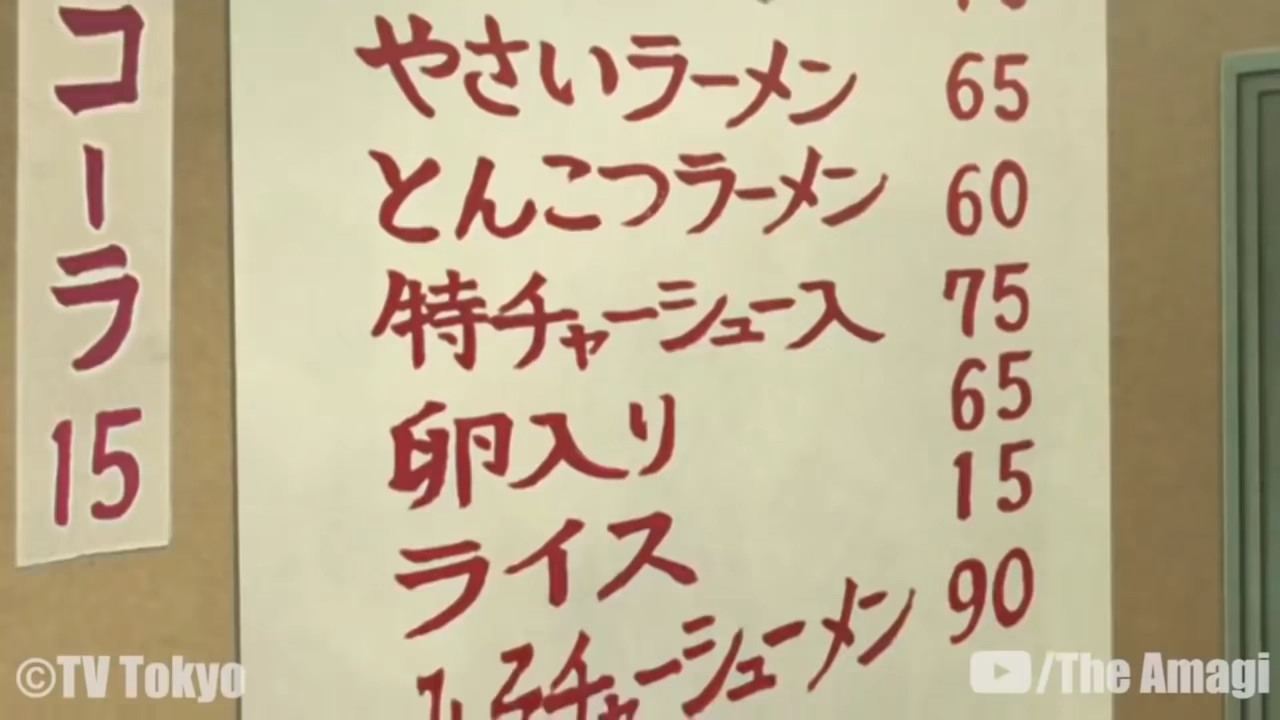 コーラ
15
やさいラーメン 65
とんこつラーメン 60
特チャーシュー入 75
卵入り 65
ライス 15
チャーシューメン 90
©TV Tokyo
/The Amagi